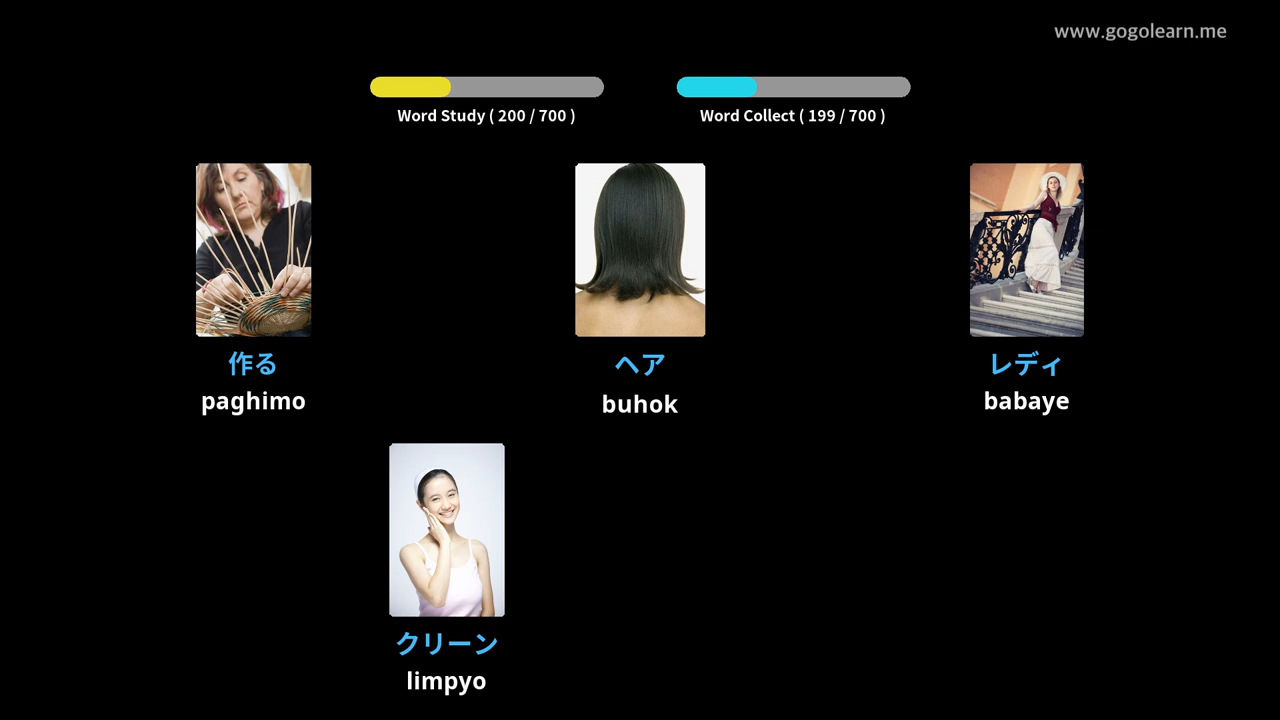 www.gogolearn.me
Word Study ( 200 / 700 )
Word Collect ( 199 / 700 )
作る
paghimo
ヘア
buhok
レディ
babaye
クリーン
limpyo